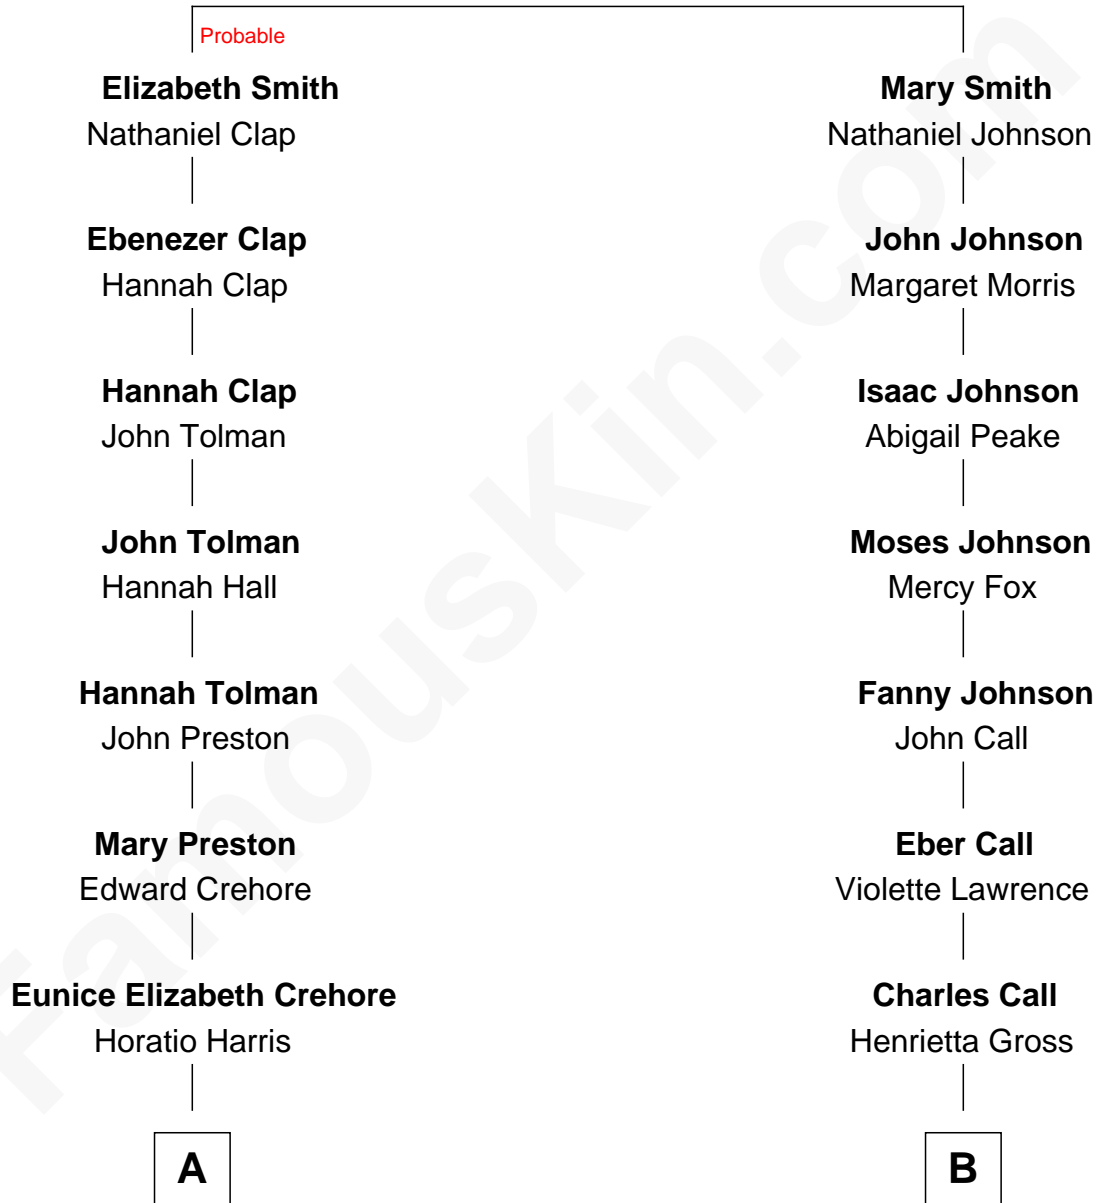 Probable
Elizabeth Smith
Nathaniel Clap
Mary Smith
Nathaniel Johnson
Ebenezer Clap
Hannah Clap
John Johnson
Margaret Morris
Hannah Clap
John Tolman
Isaac Johnson
Abigail Peake
John Tolman
Hannah Hall
Moses Johnson
Mercy Fox
Hannah Tolman
John Preston
Fanny Johnson
John Call
Mary Preston
Edward Crehore
Eber Call
Violette Lawrence
Eunice Elizabeth Crehore
Horatio Harris
Charles Call
Henrietta Gross
A
B
FamousKin.com